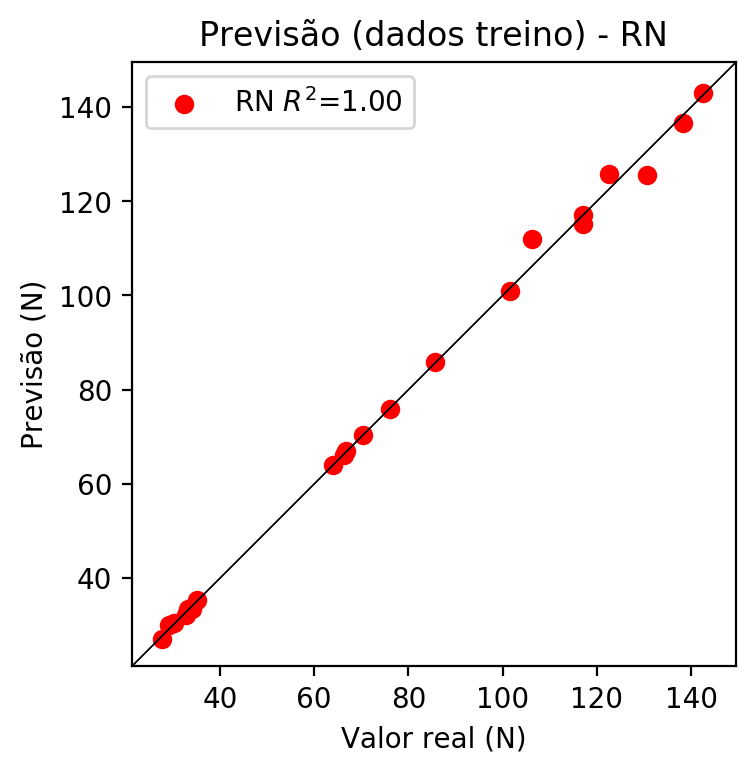 Previsão (dados treino) - RN
RN R²=1.00
Previsão (N)
140
120
100
80
60
40
40 60 80 100 120 140
Valor real (N)